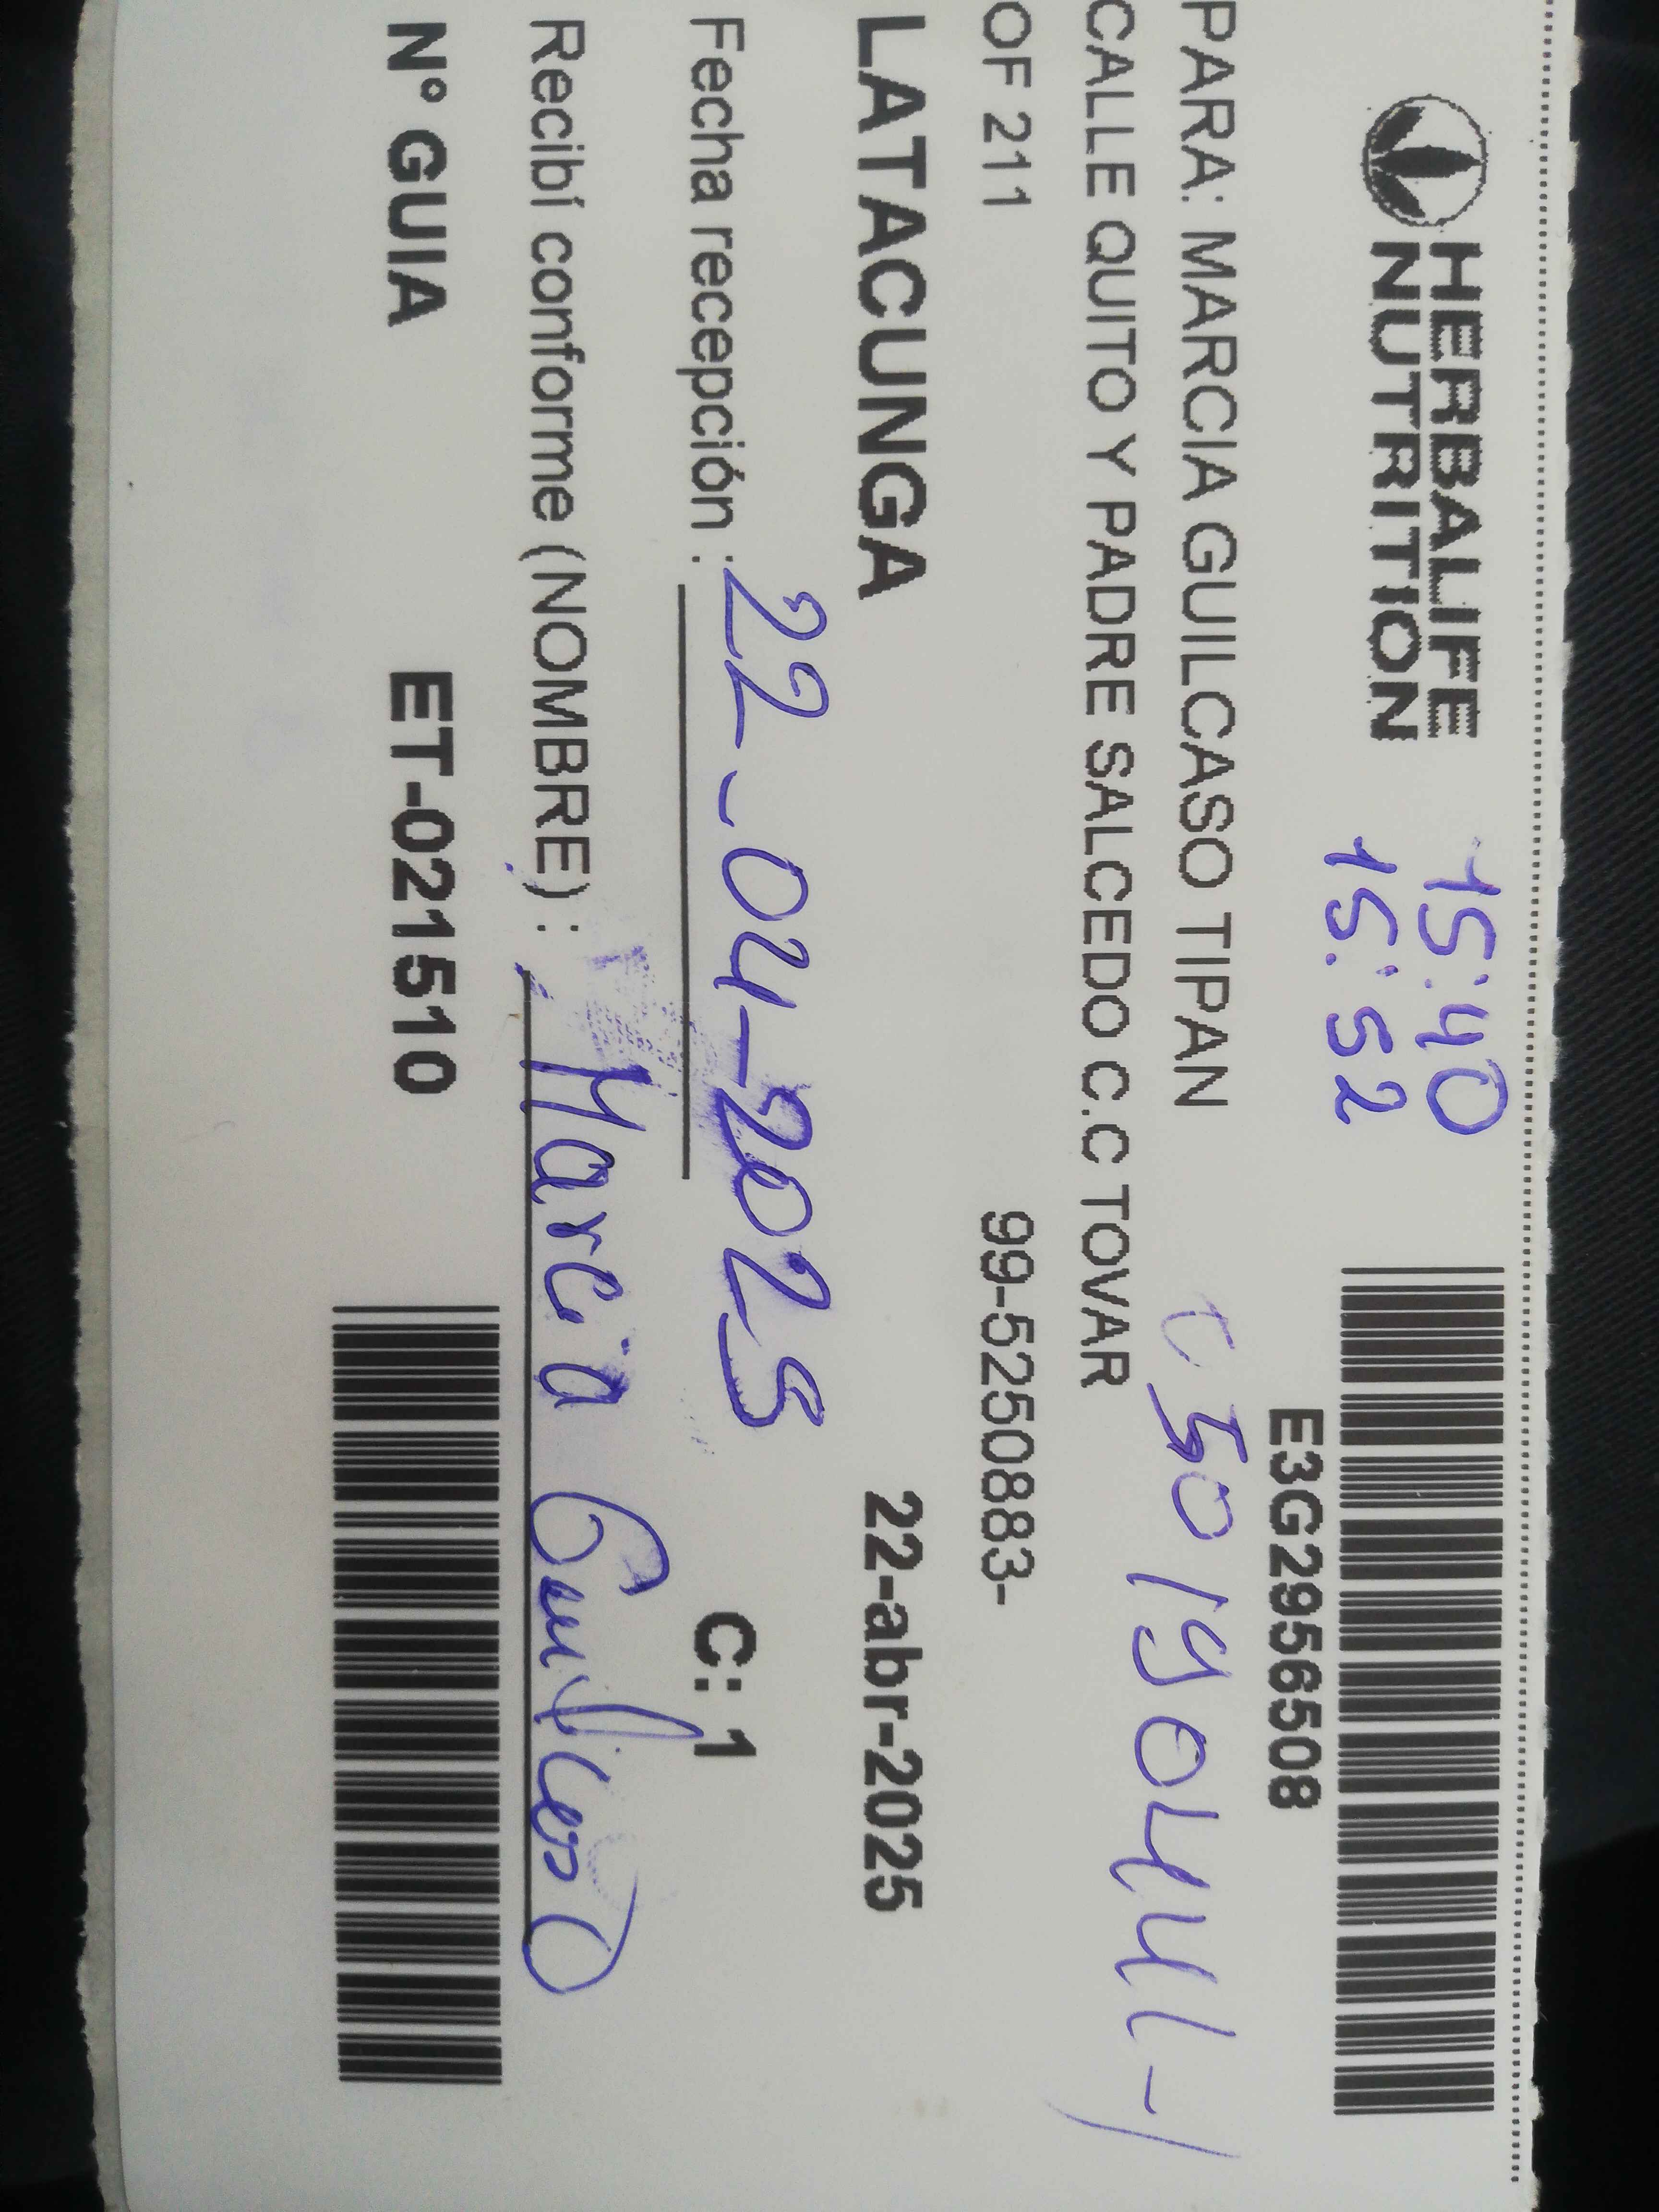 HERBALIFE
NUTRITION
15:40
15:52
E3G2956508
PARA: MARCIA GUILCASO TIPAN
CALLE QUITO Y PADRE SALCEDO C.C TOVAR
OF 211
99-5250883-
LATACUNGA
22-abr-2025
Fecha recepción : 22-04-2025
C: 1
Recibí conforme (NOMBRE) : Marcia Guilcaso
N° GUIA
ET-021510